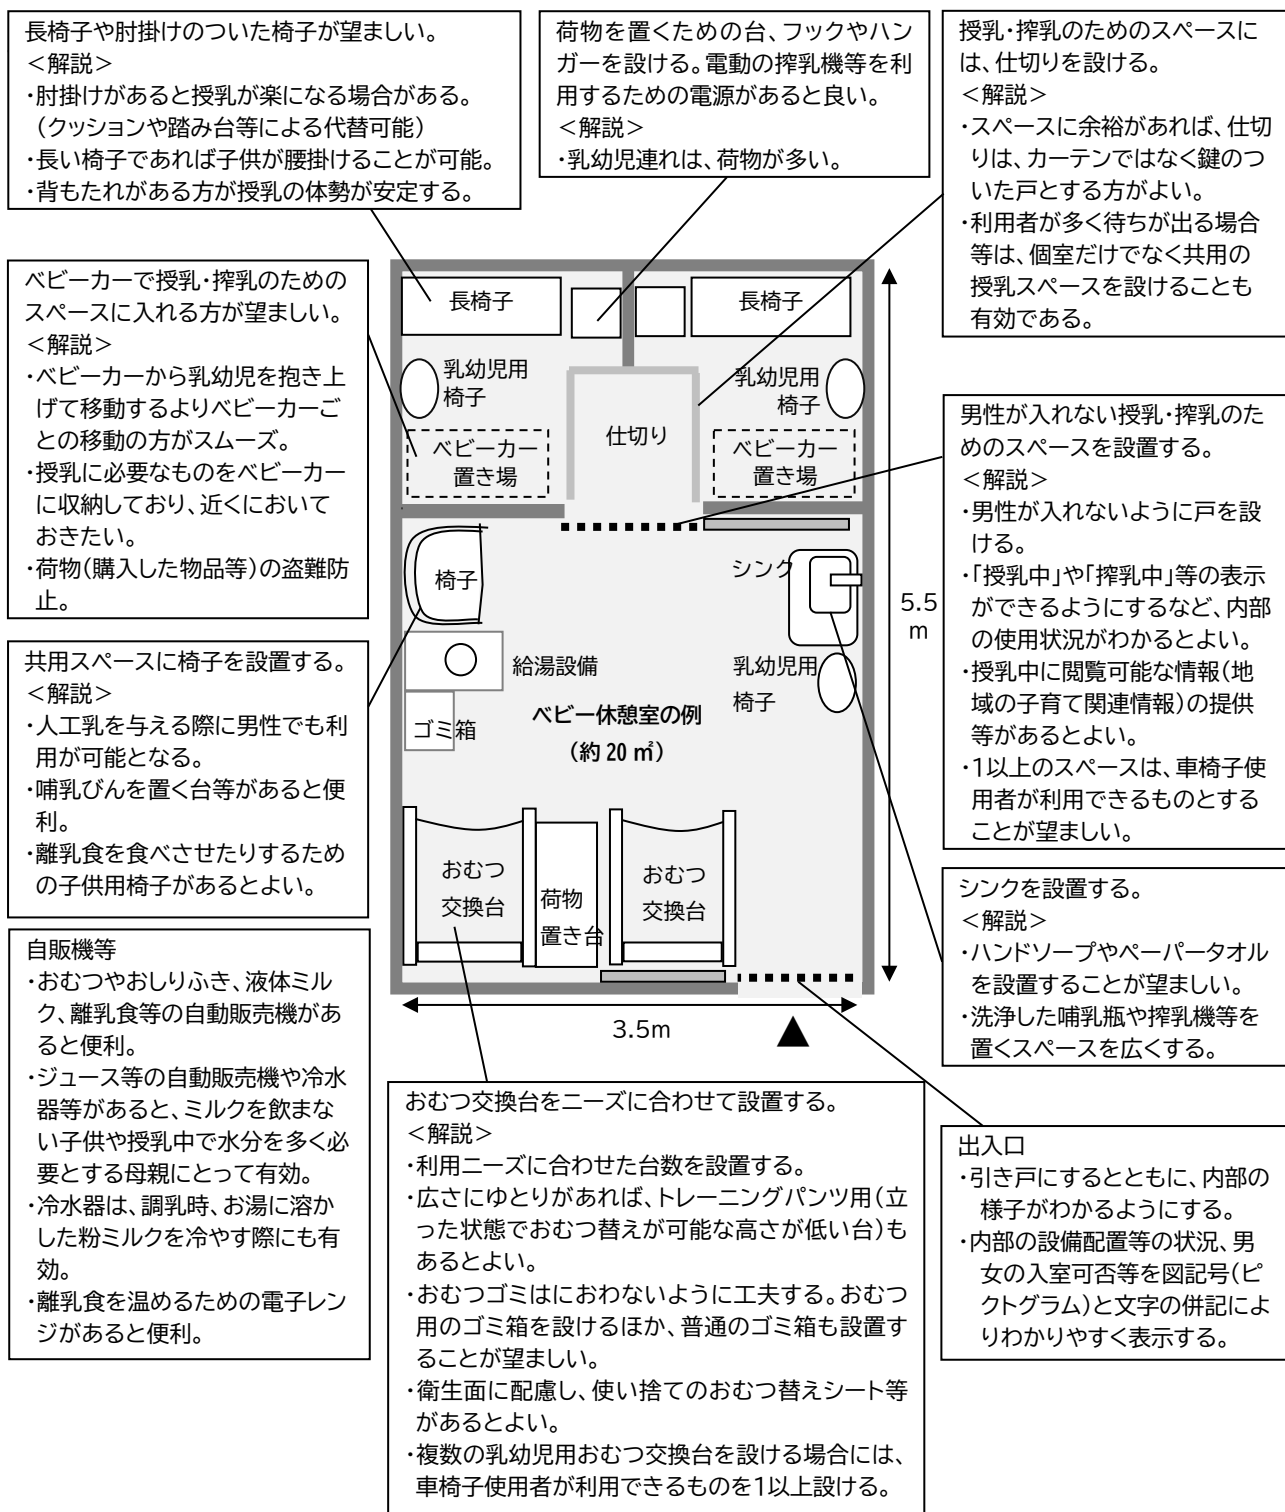 長椅子や肘掛けのついた椅子が望ましい。
＜解説＞
・肘掛けがあると授乳が楽になる場合がある。
（クッションや踏み台等による代替可能）
・長い椅子であれば子供が腰掛けることが可能。
・背もたれがある方が授乳の体勢が安定する。
荷物を置くための台、フックやハン
ガーを設ける。電動の搾乳機等を利
用するための電源があると良い。
＜解説＞
・乳幼児連れは、荷物が多い。
授乳・搾乳のためのスペースに
は、仕切りを設ける。
＜解説＞
・スペースに余裕があれば、仕切
りは、カーテンではなく鍵のつ
いた戸とする方がよい。
・利用者が多く待ちが出る場合
等は、個室だけでなく共用の
授乳スペースを設けることも
有効である。
ベビーカーで授乳・搾乳のための
スペースに入れる方が望ましい。
＜解説＞
・ベビーカーから乳幼児を抱き上
げて移動するよりベビーカーご
との移動の方がスムーズ。
・授乳に必要なものをベビーカー
に収納しており、近くにおいて
おきたい。
・荷物(購入した物品等)の盗難防
止。
共用スペースに椅子を設置する。
＜解説＞
・人工乳を与える際に男性でも利
用が可能となる。
・哺乳びんを置く台等があると便
利。
・離乳食を食べさせたりするため
の子供用椅子があるとよい。
自販機等
・おむつやおしりふき、液体ミル
ク、離乳食等の自動販売機があ
ると便利。
・ジュース等の自動販売機や冷水
器等があると、ミルクを飲まな
い子供や授乳中で水分を多く必
要とする母親にとって有効。
・冷水器は、調乳時、お湯に溶か
した粉ミルクを冷やす際にも有
効。
・離乳食を温めるための電子レン
ジがあると便利。
長椅子
長椅子
乳幼児用
椅子
乳幼児用
椅子
仕切り
ベビーカー
置き場
ベビーカー
置き場
椅子
シンク
5.5
m
給湯設備
乳幼児用
椅子
ゴミ箱
ベビー休憩室の例
（約 20 ㎡）
おむつ
交換台
荷物
置き台
おむつ
交換台
3.5m
男性が入れない授乳・搾乳のた
めのスペースを設置する。
＜解説＞
・男性が入れないように戸を設
ける。
・「授乳中」や「搾乳中」等の表示
ができるようにするなど、内部
の使用状況がわかるとよい。
・授乳中に閲覧可能な情報(地
域の子育て関連情報)の提供
等があるとよい。
・1以上のスペースは、車椅子使
用者が利用できるものとする
ことが望ましい。
シンクを設置する。
＜解説＞
・ハンドソープやペーパータオル
を設置することが望ましい。
・洗浄した哺乳瓶や搾乳機等を
置くスペースを広くする。
おむつ交換台をニーズに合わせて設置する。
＜解説＞
・利用ニーズに合わせた台数を設置する。
・広さにゆとりがあれば、トレーニングパンツ用(立
った状態でおむつ替えが可能な高さが低い台)も
あるとよい。
・おむつゴミはにおわないように工夫する。おむつ
用のゴミ箱を設けるほか、普通のゴミ箱も設置す
ることが望ましい。
・衛生面に配慮し、使い捨てのおむつ替えシート等
があるとよい。
・複数の乳幼児用おむつ交換台を設ける場合には、
車椅子使用者が利用できるものを1以上設ける。
出入口
・引き戸にするとともに、内部の
様子がわかるようにする。
・内部の設備配置等の状況、男
女の入室可否等を図記号(ピ
クトグラム)と文字の併記によ
りわかりやすく表示する。